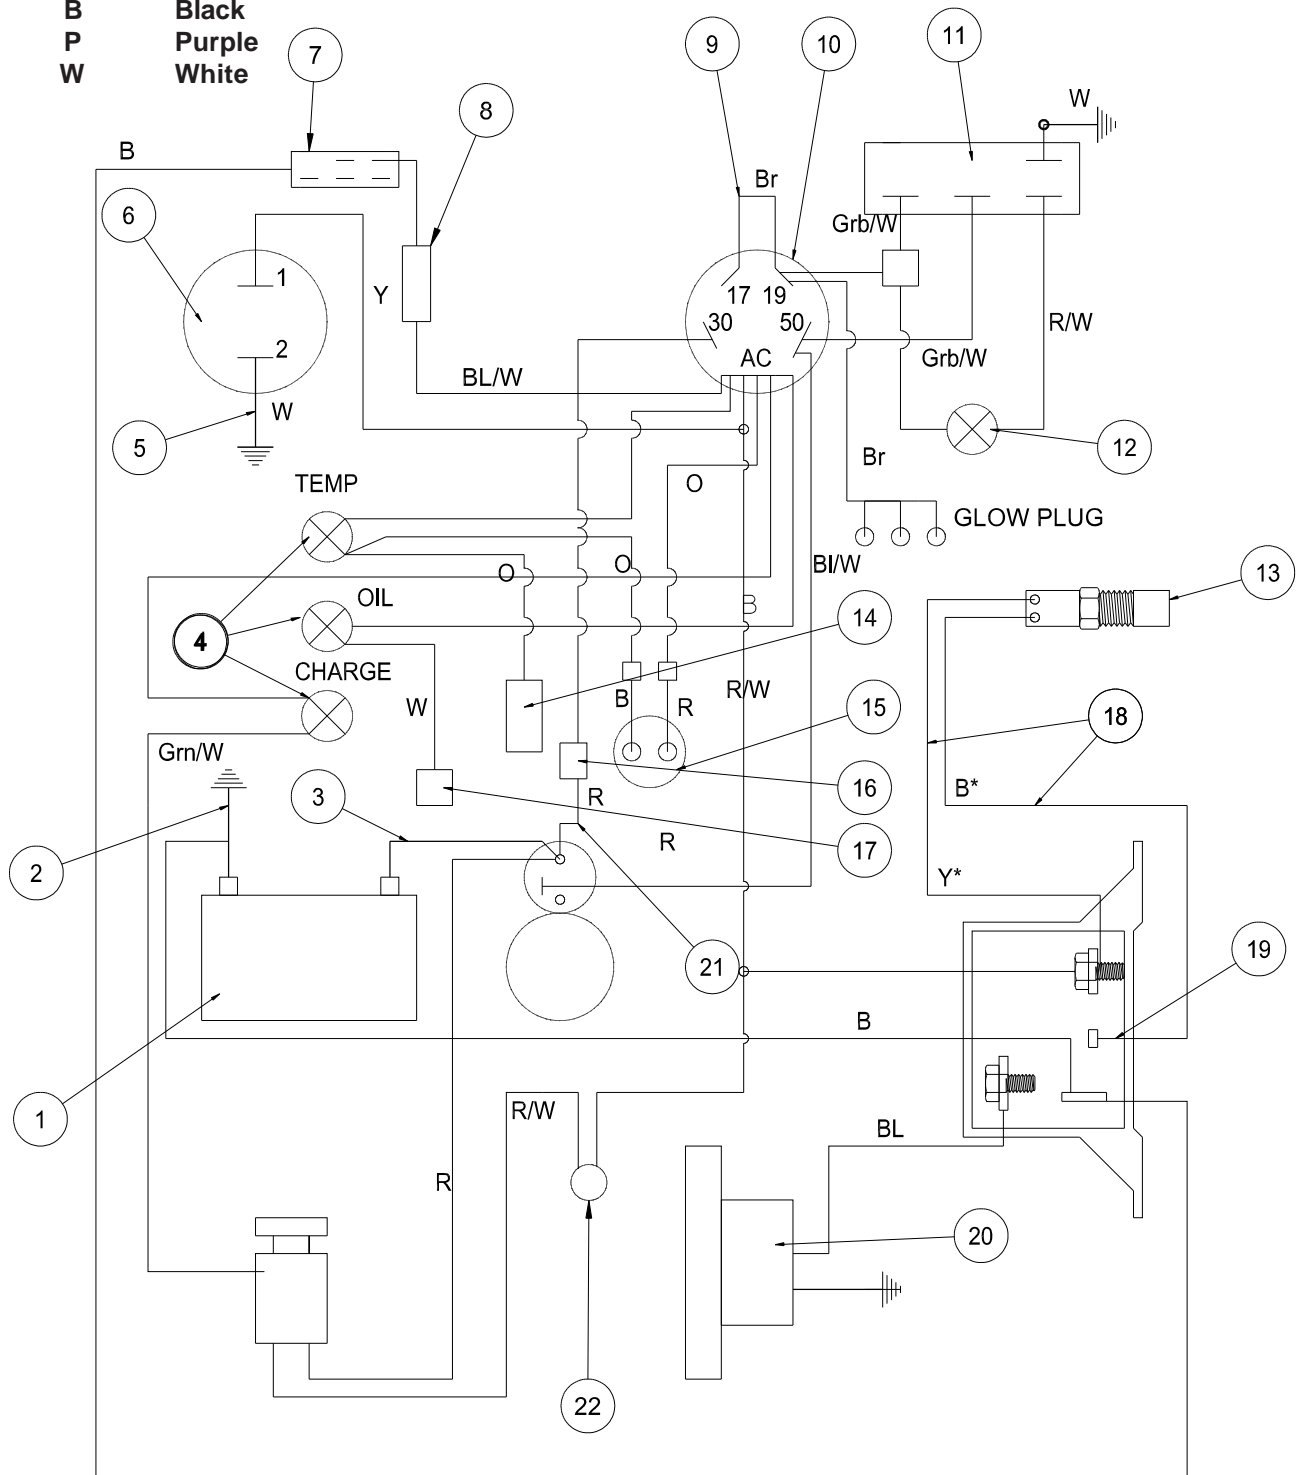 B Black
P Purple
W White
7
8
9
10
11
W
B
Br
6
Grb/W
1
Y
17 19
30 50
R/W
2
AC
Grb/W
BL/W
W
5
12
Br
TEMP
O
GLOW PLUG
O
O
Bl/W
13
OIL
B
14
4
CHARGE
R/W
W
B
R
15
18
Grn/W
B*
3
16
R
2
R
17
Y*
21
19
B
1
R/W
BL
R
20
22